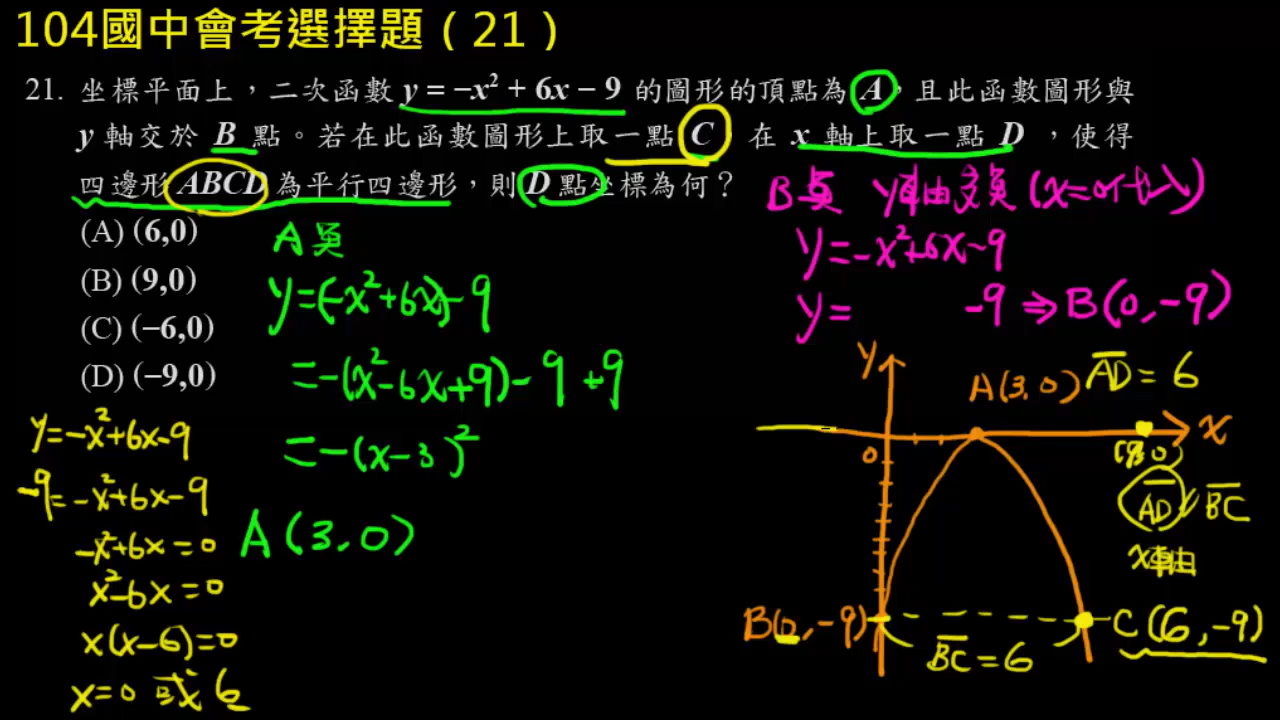 104國中會考選擇題（21）
21. 坐標平面上，二次函數 y = −x² + 6x − 9 的圖形的頂點為 A，且此函數圖形與
y 軸交於 B 點。若在此函數圖形上取一點 C 在 x 軸上取一點 D ，使得
四邊形 ABCD 為平行四邊形，則 D 點坐標為何？
(A) (6,0)
(B) (9,0)
(C) (−6,0)
(D) (−9,0)
A 點
y=(-x²+6x)-9
=-(x²-6x+9)-9+9
=-(x-3)²
A(3,0)
y=-x²+6x-9
-9=-x²+6x-9
-x²+6x=0
x²-6x=0
x(x-6)=0
x=0 或 6
B點 y軸交點 (x=0代入)
y=-x²+6x-9
y= -9⇒B(0,-9)
y
A(3,0) A̅D̅=6
x
0
A̅D̅//B̅C̅
x軸
B(0,-9)
C(6,-9)
B̅C̅=6